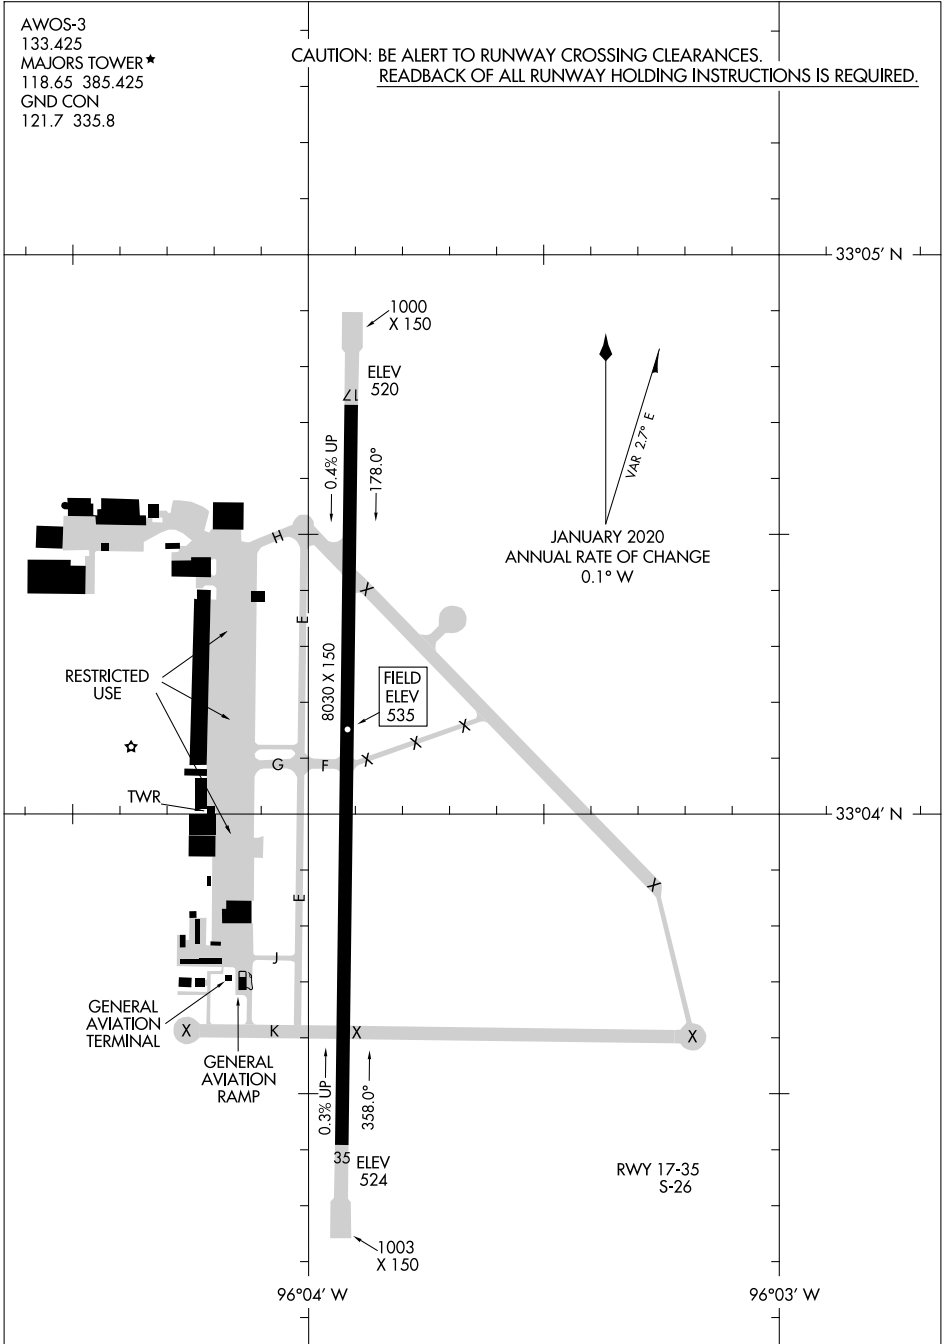 AWOS-3
133.425
MAJORS TOWER★
118.65 385.425
GND CON
121.7 335.8
CAUTION: BE ALERT TO RUNWAY CROSSING CLEARANCES.
READBACK OF ALL RUNWAY HOLDING INSTRUCTIONS IS REQUIRED.
33°05' N
1000
X 150
ELEV
520
17
0.4% UP
178.0°
VAR 2.7° E
JANUARY 2020
ANNUAL RATE OF CHANGE
0.1° W
H
X
E
8030 X 150
RESTRICTED
USE
FIELD
ELEV
535
G
F
X
X
X
TWR
33°04' N
X
E
J
GENERAL
AVIATION
TERMINAL
X
K
X
X
GENERAL
AVIATION
RAMP
0.3% UP
358.0°
35
ELEV
524
RWY 17-35
S-26
1003
X 150
96°04' W
96°03' W